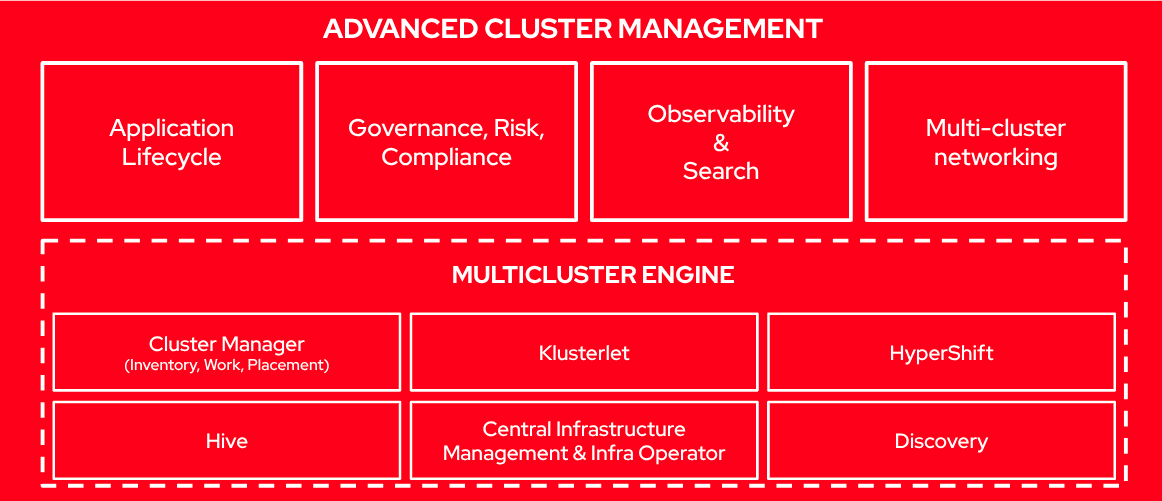 ADVANCED CLUSTER MANAGEMENT
Application
Lifecycle
Governance, Risk,
Compliance
Observability
&
Search
Multi-cluster
networking
MULTICLUSTER ENGINE
Cluster Manager
(Inventory, Work, Placement)
Klusterlet
HyperShift
Hive
Central Infrastructure
Management & Infra Operator
Discovery